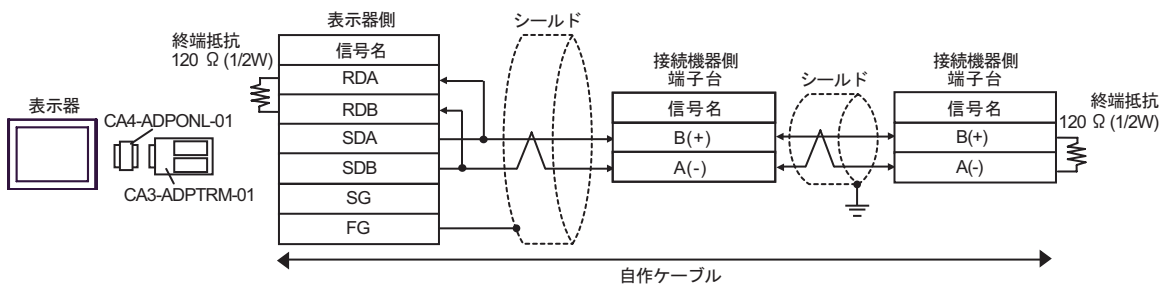 表示器
CA4-ADPONL-01
CA3-ADPTRM-01
終端抵抗
120 Ω (1/2W)
表示器側
信号名
RDA
RDB
SDA
SDB
SG
FG
シールド
接続機器側
端子台
信号名
B(+)
A(-)
シールド
接続機器側
端子台
信号名
B(+)
A(-)
終端抵抗
120 Ω (1/2W)
自作ケーブル